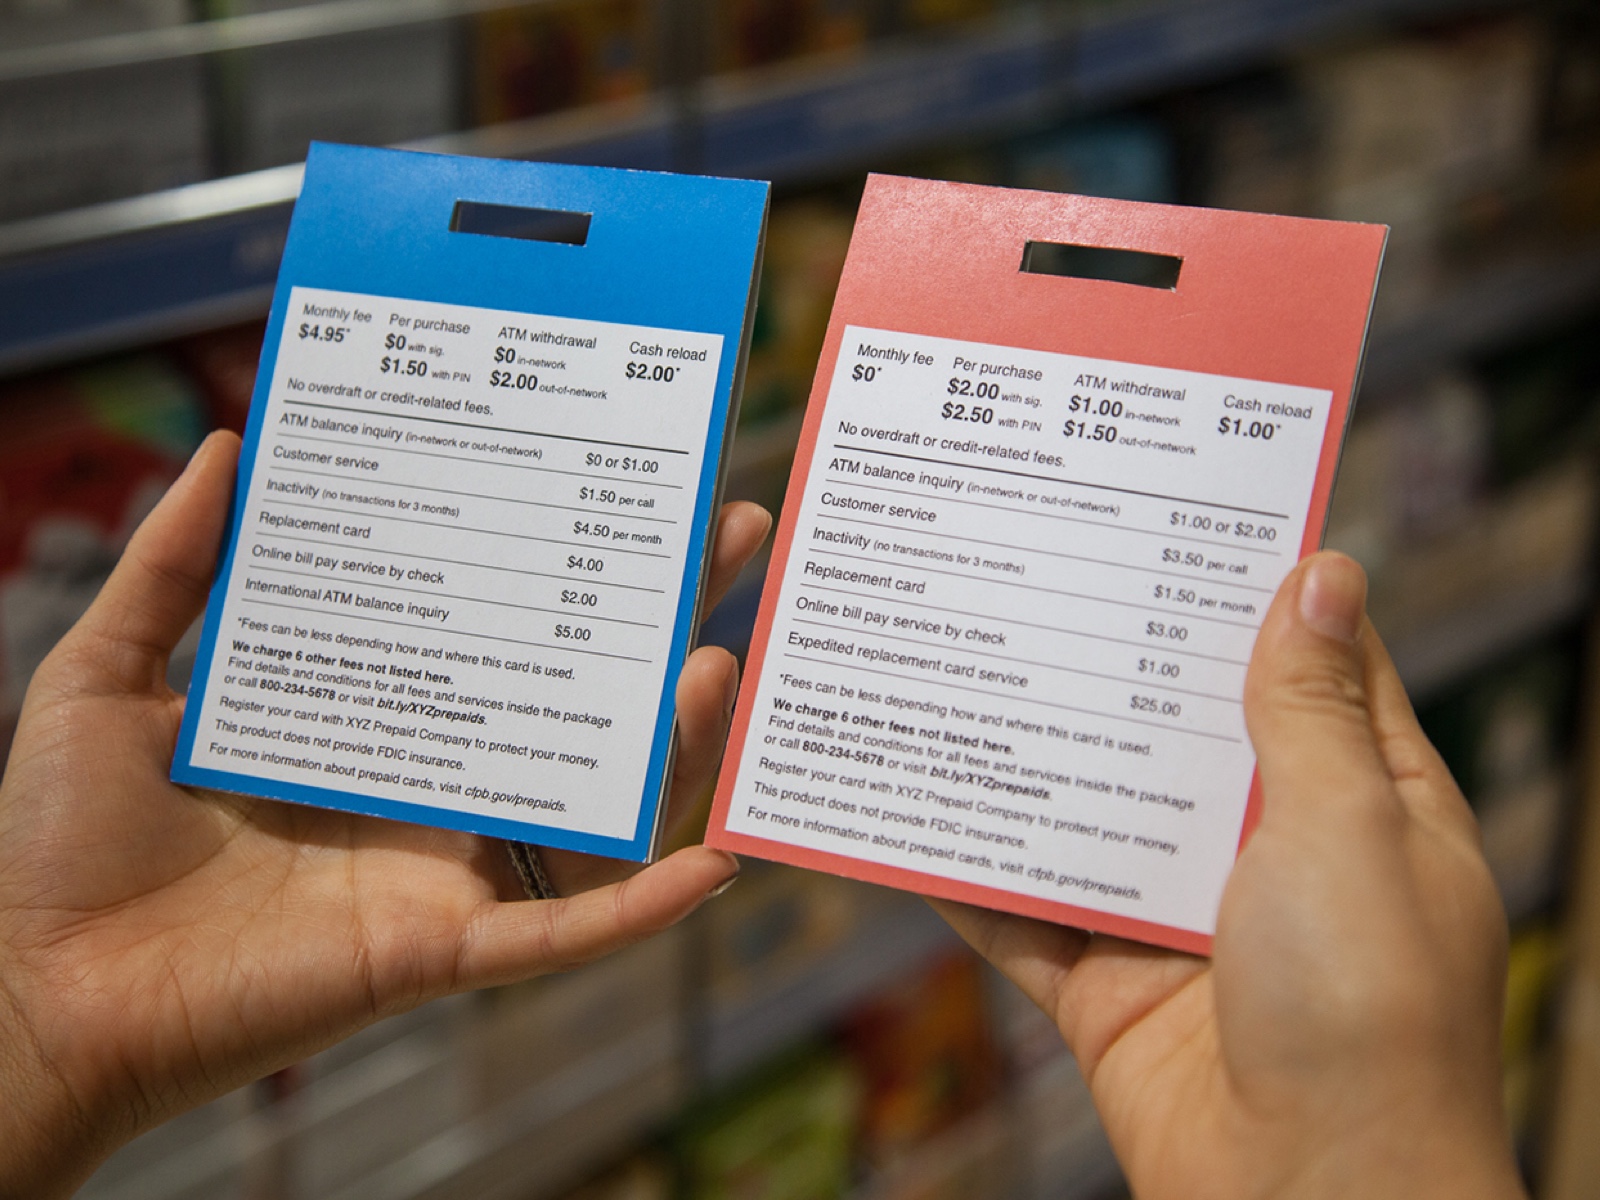 Monthly fee Per purchase ATM withdrawal Cash reload
$4.95* $0 with sig. $0 in-network $2.00*
$1.50 with PIN $2.00 out-of-network
No overdraft or credit-related fees.
ATM balance inquiry (in-network or out-of-network) $0 or $1.00
Customer service $1.50 per call
Inactivity (no transactions for 3 months) $4.50 per month
Replacement card $4.00
Online bill pay service by check $2.00
International ATM balance inquiry $5.00
*Fees can be less depending how and where this card is used.
We charge 6 other fees not listed here.
Find details and conditions for all fees and services inside the package
or call 800-234-5678 or visit bit.ly/XYZprepaids.
Register your card with XYZ Prepaid Company to protect your money.
This product does not provide FDIC insurance.
For more information about prepaid cards, visit cfpb.gov/prepaids.
Monthly fee Per purchase ATM withdrawal Cash reload
$0* $2.00 with sig. $1.00 in-network $1.00*
$2.50 with PIN $1.50 out-of-network
No overdraft or credit-related fees.
ATM balance inquiry (in-network or out-of-network) $1.00 or $2.00
Customer service $3.50 per call
Inactivity (no transactions for 3 months) $1.50 per month
Replacement card $3.00
Online bill pay service by check $1.00
Expedited replacement card service $25.00
*Fees can be less depending how and where this card is used.
We charge 6 other fees not listed here.
Find details and conditions for all fees and services inside the package
or call 800-234-5678 or visit bit.ly/XYZprepaids.
Register your card with XYZ Prepaid Company to protect your money.
This product does not provide FDIC insurance.
For more information about prepaid cards, visit cfpb.gov/prepaids.